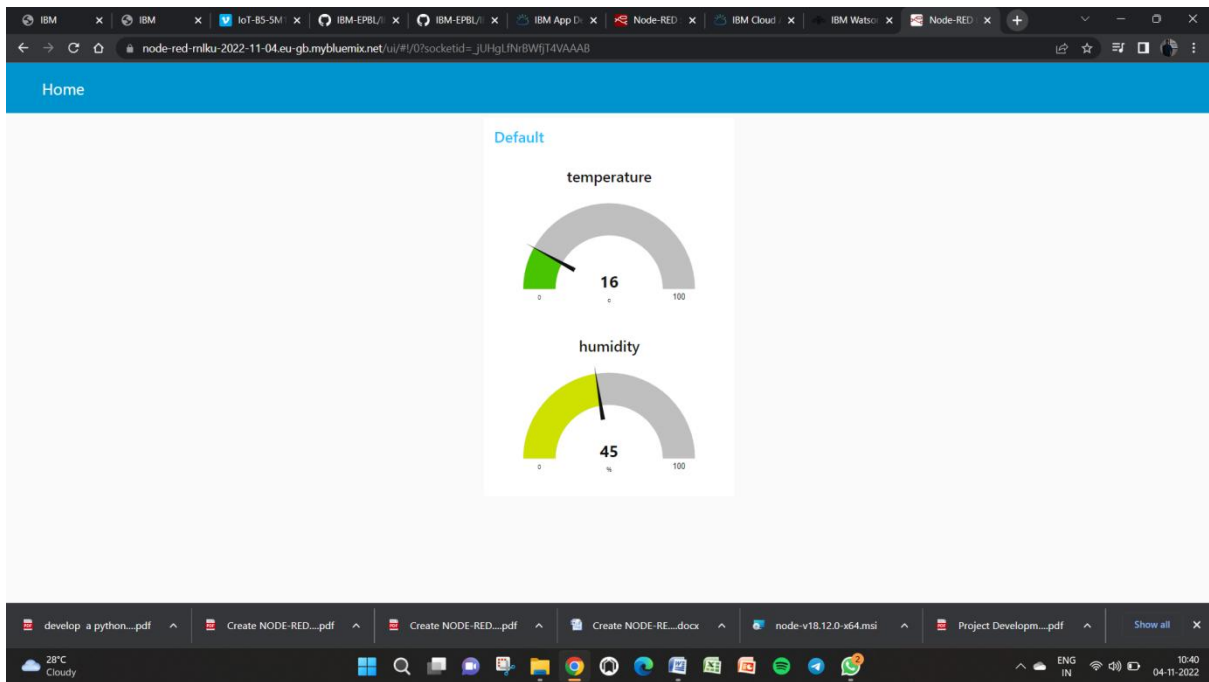 IBM IBM IoT-B5-5M1 IBM-EPBL/I IBM-EPBL/I IBM App De Node-RED IBM Cloud IBM Watson Node-RED
node-red-rnlku-2022-11-04.eu-gb.mybluemix.net/ui/#!/0?socketid=_jUHgLfNrBWfjT4VAAAB
Home
Default
temperature
16
0 ° 100
humidity
45
0 % 100
develop a python....pdf Create NODE-RED....pdf Create NODE-RED....pdf Create NODE-RE....docx node-v18.12.0-x64.msi Project Developm....pdf Show all
28°C
Cloudy
2
ENG
IN
10:40
04-11-2022